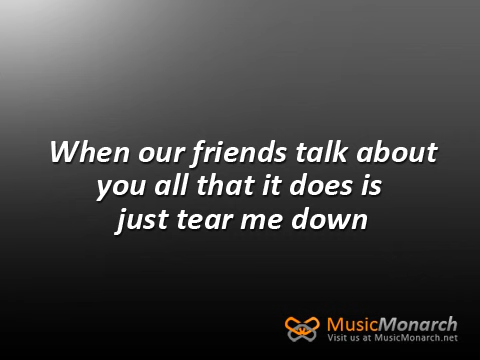 When our friends talk about
you all that it does is
just tear me down
MusicMonarch
Visit us at MusicMonarch.net